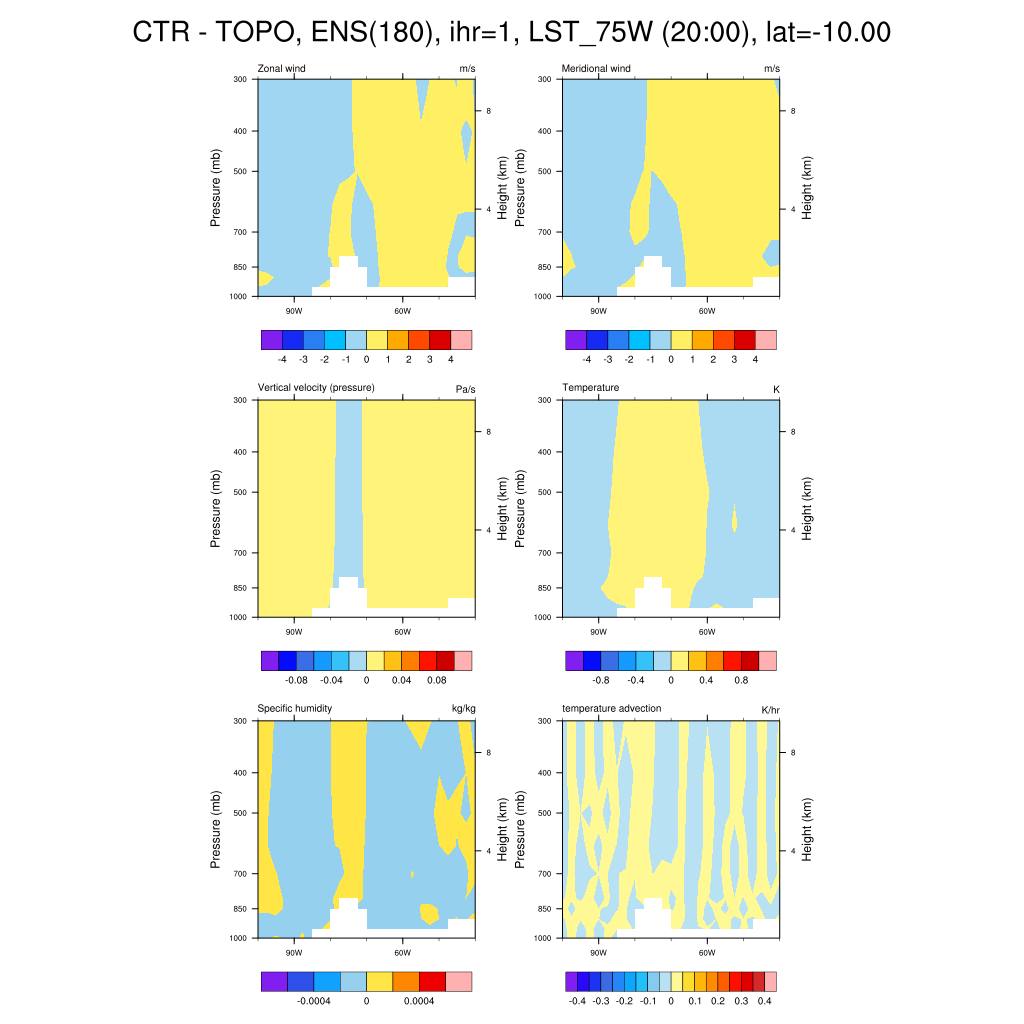 CTR - TOPO, ENS(180), ihr=1, LST_75W (20:00), lat=-10.00
Zonal wind m/s
Meridional wind m/s
300 400 500 700 850 1000
Pressure (mb)
8 4
Height (km)
90W 60W
-4 -3 -2 -1 0 1 2 3 4
300 400 500 700 850 1000
Pressure (mb)
8 4
Height (km)
90W 60W
-4 -3 -2 -1 0 1 2 3 4
Vertical velocity (pressure) Pa/s
Temperature K
300 400 500 700 850 1000
Pressure (mb)
8 4
Height (km)
90W 60W
-0.08 -0.04 0 0.04 0.08
300 400 500 700 850 1000
Pressure (mb)
8 4
Height (km)
90W 60W
-0.8 -0.4 0 0.4 0.8
Specific humidity kg/kg
temperature advection K/hr
300 400 500 700 850 1000
Pressure (mb)
8 4
Height (km)
90W 60W
-0.0004 0 0.0004
300 400 500 700 850 1000
Pressure (mb)
8 4
Height (km)
90W 60W
-0.4 -0.3 -0.2 -0.1 0 0.1 0.2 0.3 0.4